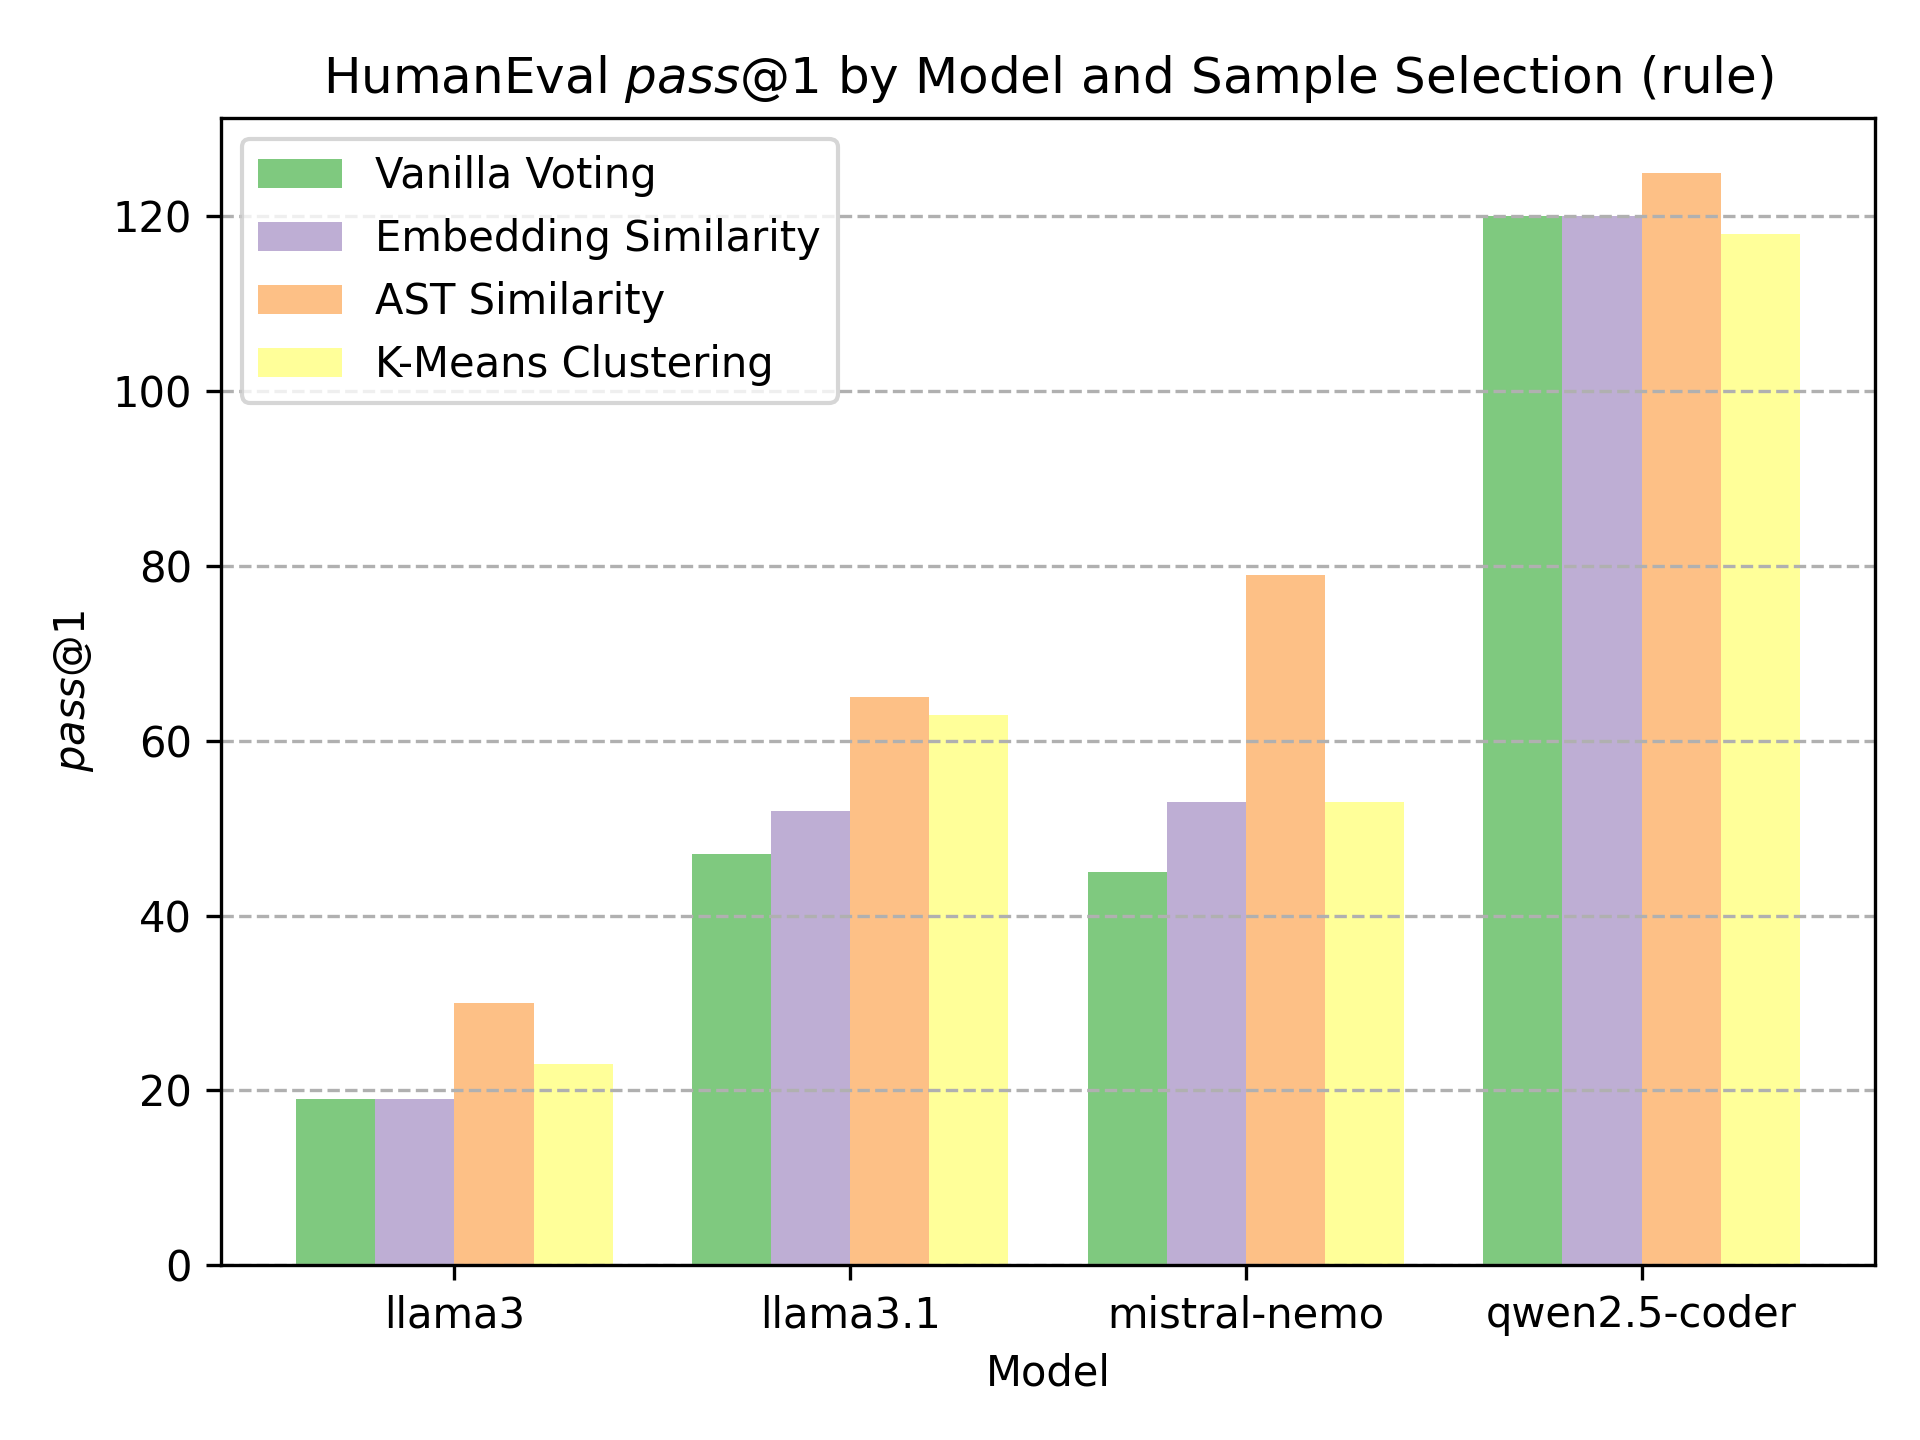 HumanEval pass@1 by Model and Sample Selection (rule)
Vanilla Voting
Embedding Similarity
AST Similarity
K-Means Clustering
120
100
80
60
40
20
0
pass@1
llama3
llama3.1
mistral-nemo
qwen2.5-coder
Model